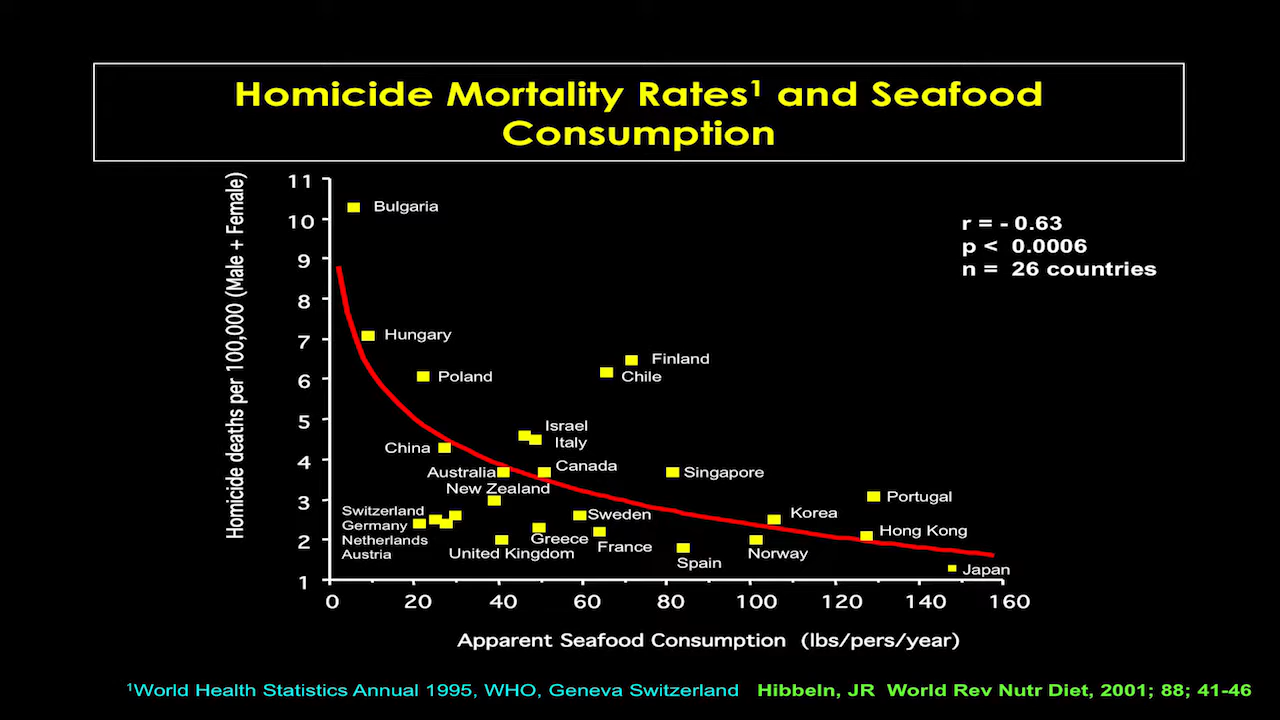 Homicide Mortality Rates¹ and Seafood
Consumption
Homicide deaths per 100,000 (Male + Female)
11
10
9
8
7
6
5
4
3
2
1
r = - 0.63
p < 0.0006
n = 26 countries
Bulgaria
Hungary
Poland
Finland
Chile
Israel
Italy
China
Canada
Australia
Singapore
New Zealand
Portugal
Switzerland
Germany
Netherlands
Austria
Sweden
Korea
Hong Kong
Greece
United Kingdom
France
Norway
Spain
Japan
0 20 40 60 80 100 120 140 160
Apparent Seafood Consumption (lbs/pers/year)
¹World Health Statistics Annual 1995, WHO, Geneva Switzerland Hibbeln, JR World Rev Nutr Diet, 2001; 88; 41-46